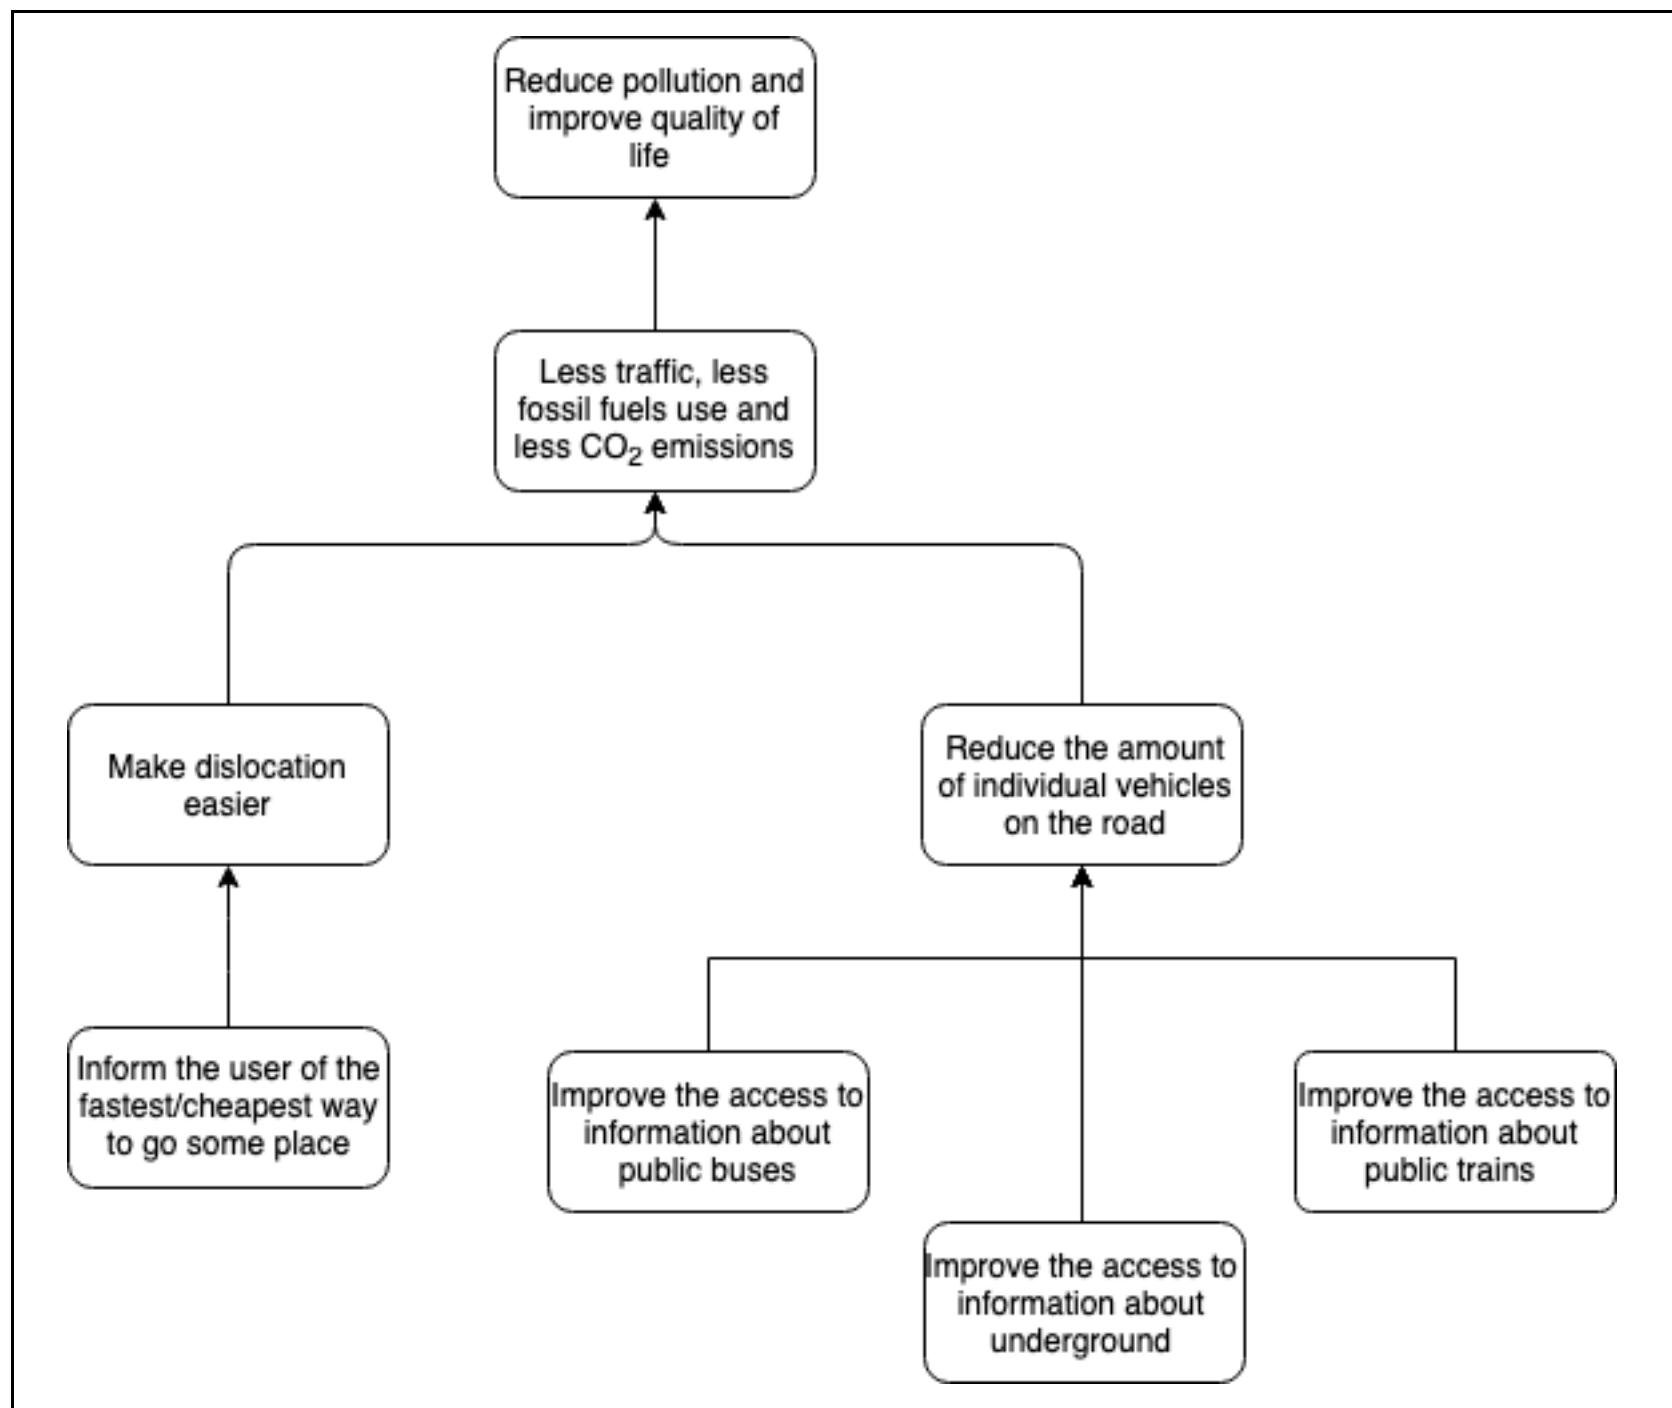 Reduce pollution and
improve quality of
life
Less traffic, less
fossil fuels use and
less CO₂ emissions
Make dislocation
easier
Reduce the amount
of individual vehicles
on the road
Inform the user of the
fastest/cheapest way
to go some place
Improve the access to
information about
public buses
Improve the access to
information about
public trains
Improve the access to
information about
underground